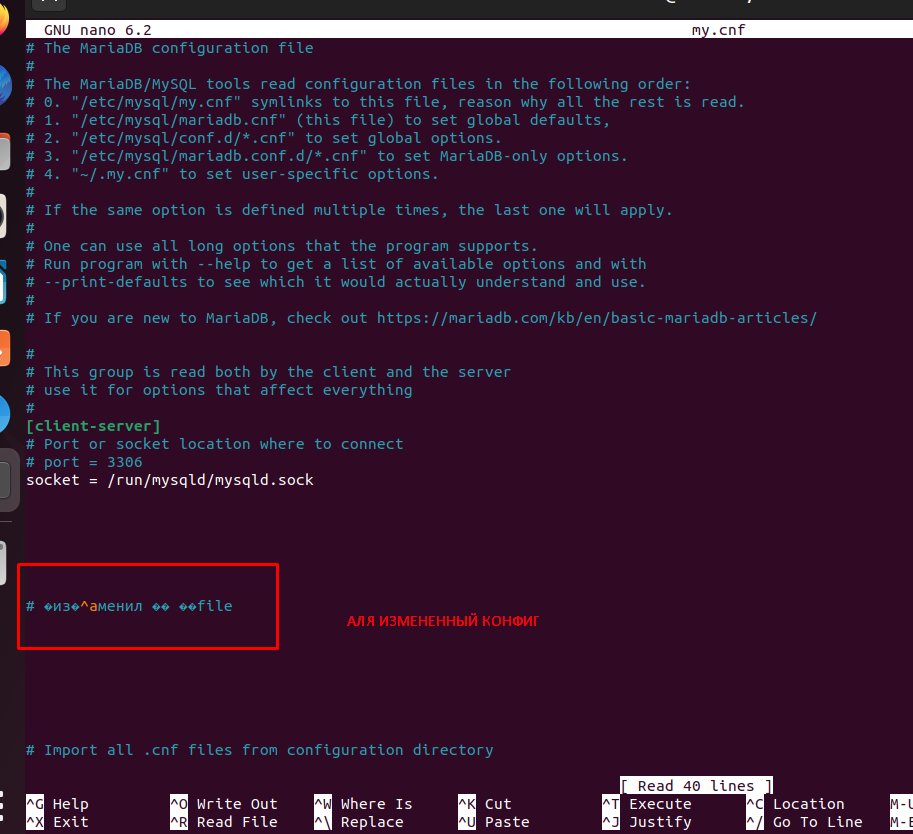 GNU nano 6.2 my.cnf
# The MariaDB configuration file
#
# The MariaDB/MySQL tools read configuration files in the following order:
# 0. "/etc/mysql/my.cnf" symlinks to this file, reason why all the rest is read.
# 1. "/etc/mysql/mariadb.cnf" (this file) to set global defaults,
# 2. "/etc/mysql/conf.d/*.cnf" to set global options.
# 3. "/etc/mysql/mariadb.conf.d/*.cnf" to set MariaDB-only options.
# 4. "~/.my.cnf" to set user-specific options.
#
# If the same option is defined multiple times, the last one will apply.
#
# One can use all long options that the program supports.
# Run program with --help to get a list of available options and with
# --print-defaults to see which it would actually understand and use.
#
# If you are new to MariaDB, check out https://mariadb.com/kb/en/basic-mariadb-articles/
#
# This group is read both by the client and the server
# use it for options that affect everything
#
[client-server]
# Port or socket location where to connect
# port = 3306
socket = /run/mysqld/mysqld.sock
# �из�^аменил �� ��file
АЛЯ ИЗМЕНЕННЫЙ КОНФИГ
# Import all .cnf files from configuration directory
[ Read 40 lines ]
^G Help ^O Write Out ^W Where Is ^K Cut ^T Execute ^C Location
^X Exit ^R Read File ^\ Replace ^U Paste ^J Justify ^/ Go To Line